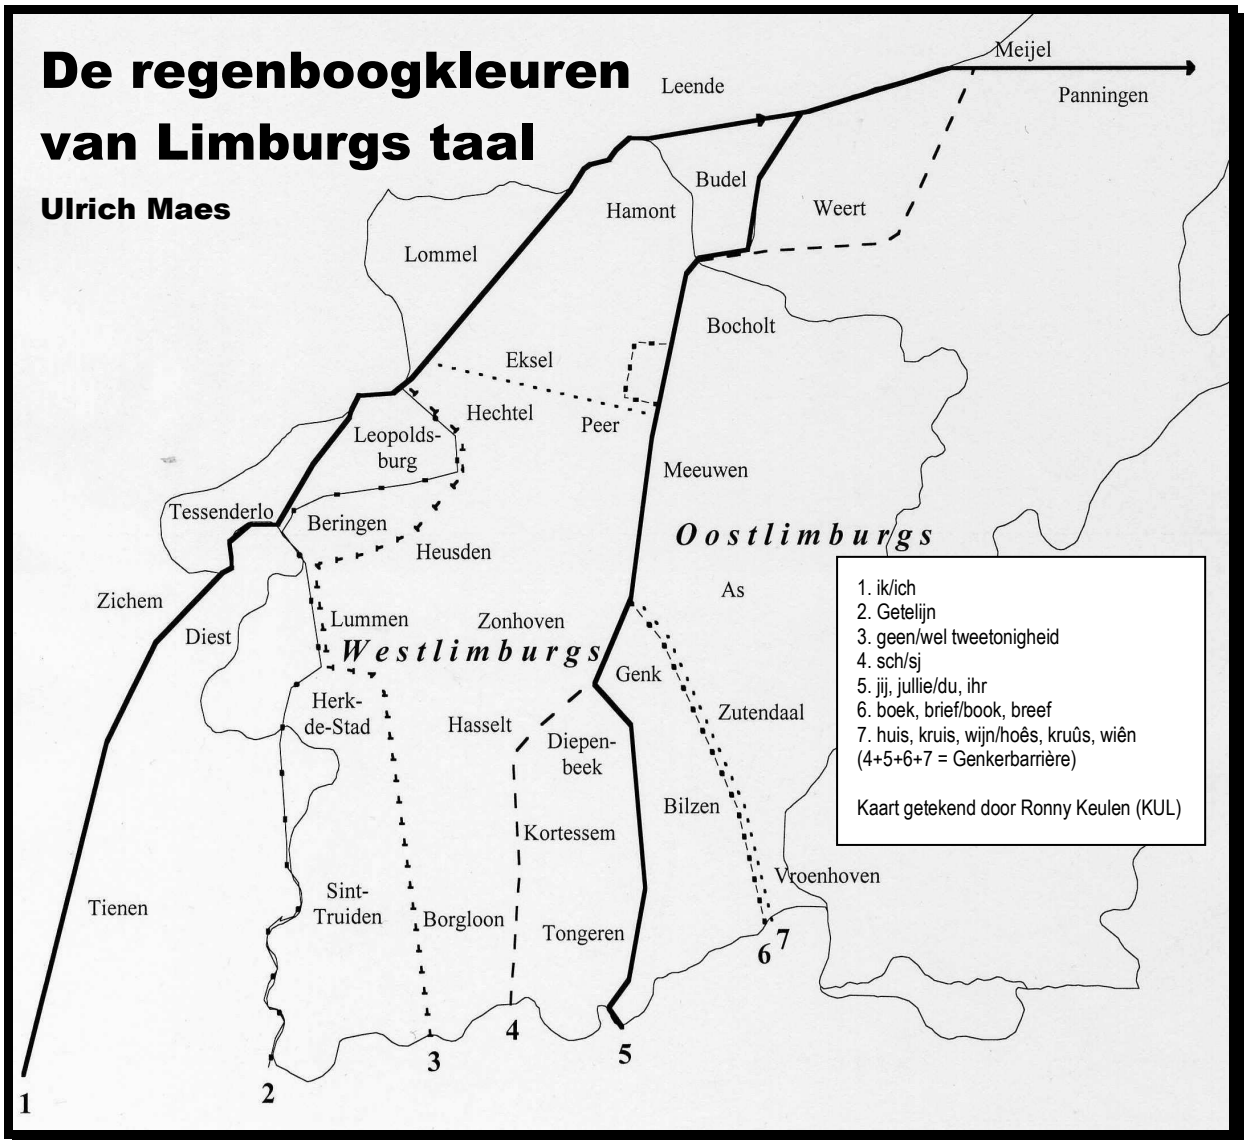 De regenboogkleuren
van Limburgs taal
Ulrich Maes
Meijel
Leende
Panningen
Budel
Hamont
Weert
Lommel
Bocholt
Eksel
Hechtel
Peer
Leopolds-
burg
Meeuwen
Tessenderlo
Beringen
Oostlimburgs
Heusden
As
Zichem
Diest
Lummen
Zonhoven
Westlimburgs
Genk
Herk-
de-Stad
Hasselt
Zutendaal
Diepen-
beek
Bilzen
Kortessem
Vroenhoven
Tienen
Sint-
Truiden
Borgloon
Tongeren
1. ik/ich
2. Getelijn
3. geen/wel tweetonigheid
4. sch/sj
5. jij, jullie/du, ihr
6. boek, brief/book, breef
7. huis, kruis, wijn/hoês, kruûs, wiên
(4+5+6+7 = Genkerbarrière)
Kaart getekend door Ronny Keulen (KUL)
1
2
3
4
5
6
7